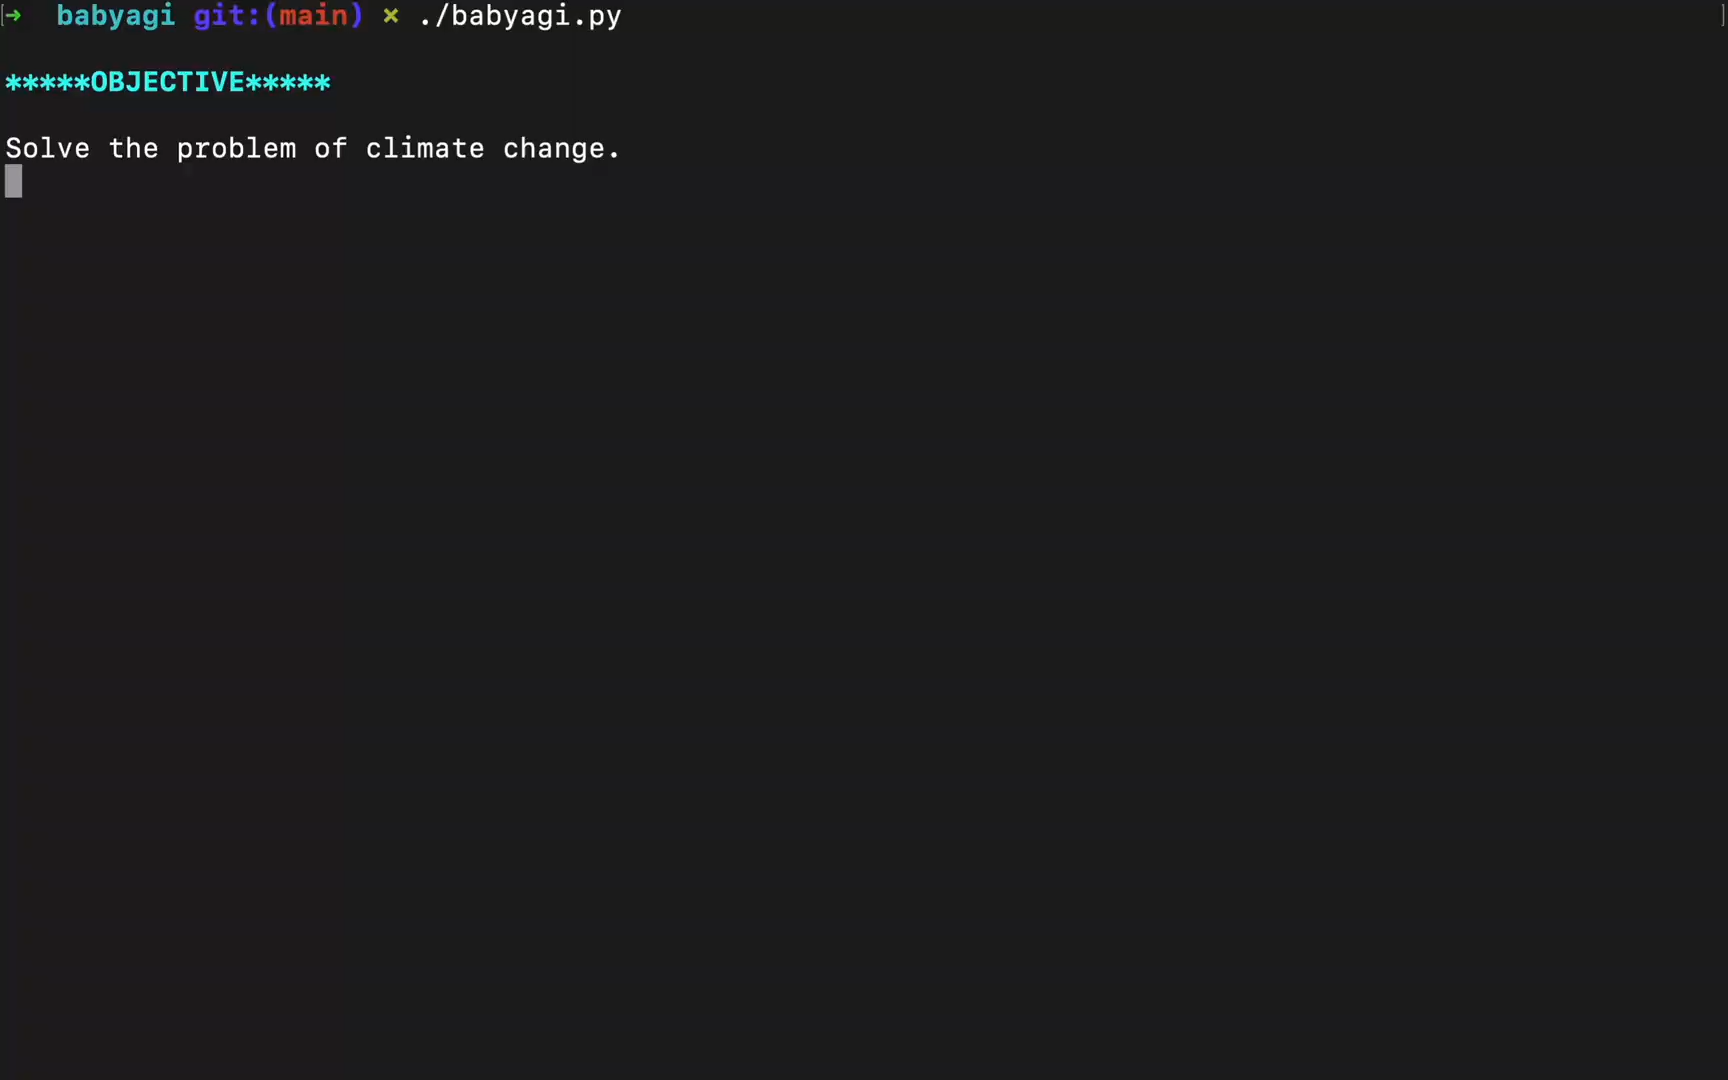 ➜ babyagi git:(main) × ./babyagi.py
*****OBJECTIVE*****
Solve the problem of climate change.